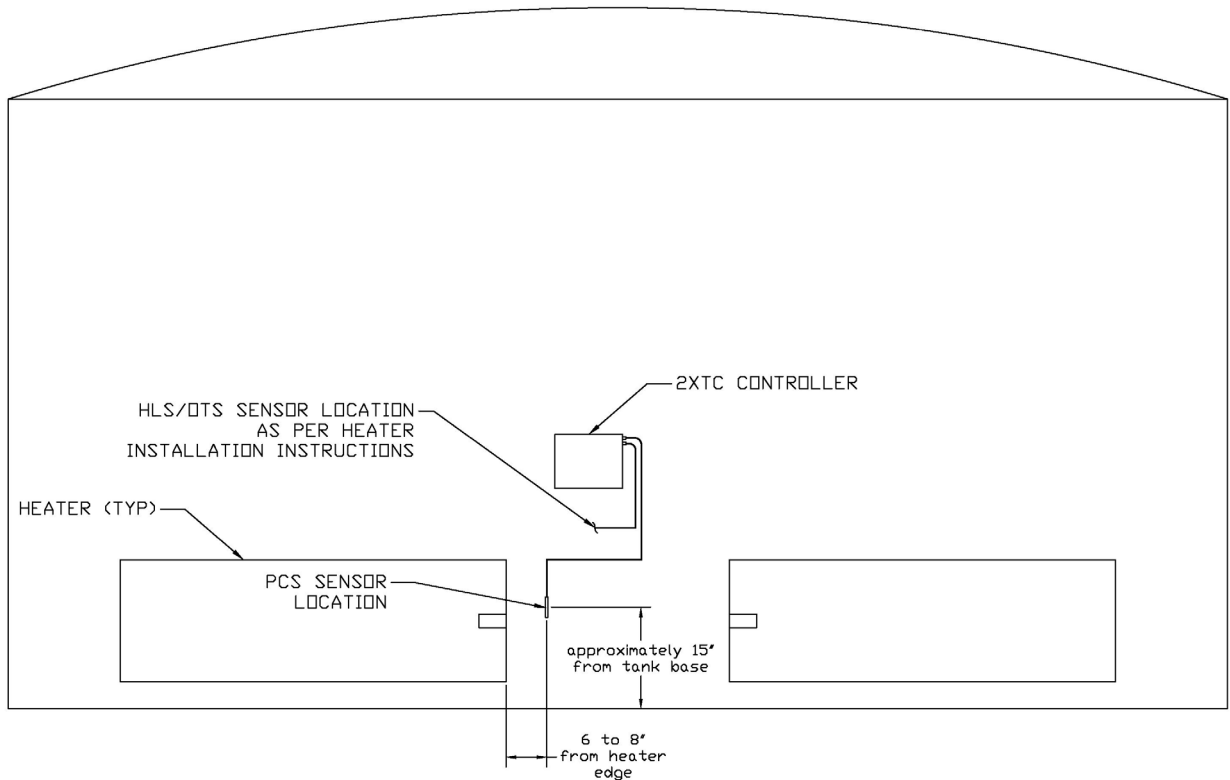 2XTC CONTROLLER
HLS/OTS SENSOR LOCATION
AS PER HEATER
INSTALLATION INSTRUCTIONS
HEATER (TYP)
PCS SENSOR
LOCATION
approximately 15"
from tank base
6 to 8"
from heater
edge